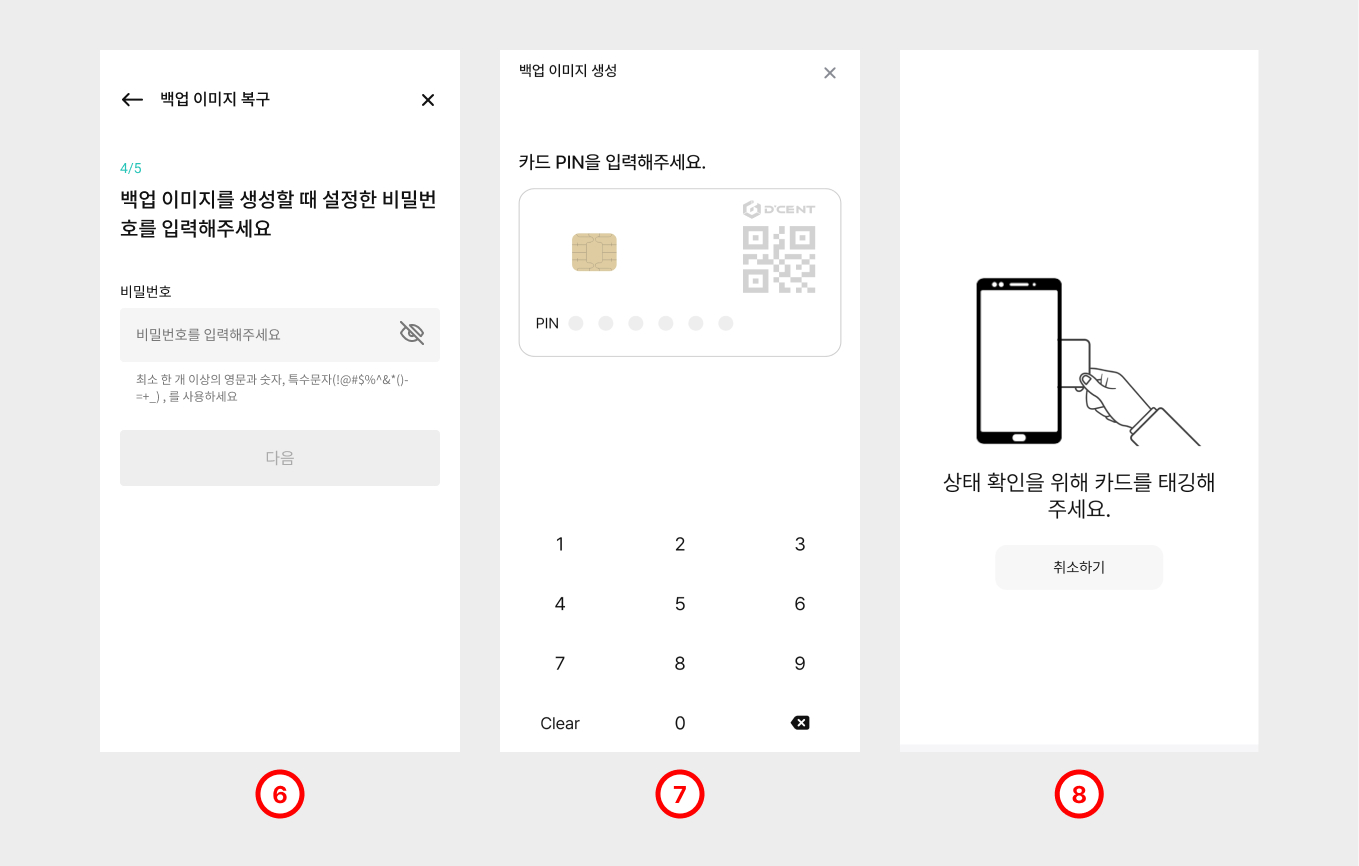 백업 이미지 복구
4/5
백업 이미지를 생성할 때 설정한 비밀번
호를 입력해주세요
비밀번호
비밀번호를 입력해주세요
최소 한 개 이상의 영문과 숫자, 특수문자(!@#$%^&*()-
=+_) , 를 사용하세요
다음
6
백업 이미지 생성
카드 PIN을 입력해주세요.
D'CENT
PIN
1 2 3
4 5 6
7 8 9
Clear 0
7
상태 확인을 위해 카드를 태깅해
주세요.
취소하기
8